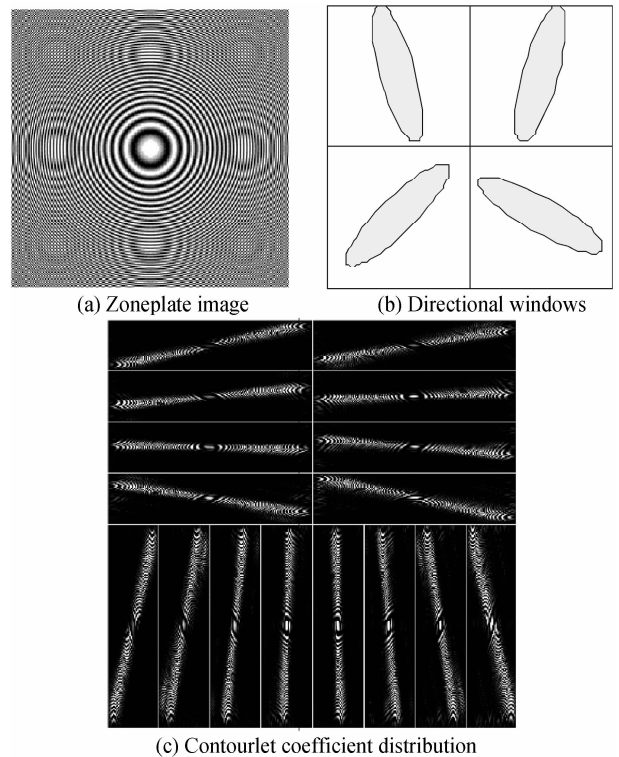 (a) Zoneplate image
(b) Directional windows
(c) Contourlet coefficient distribution